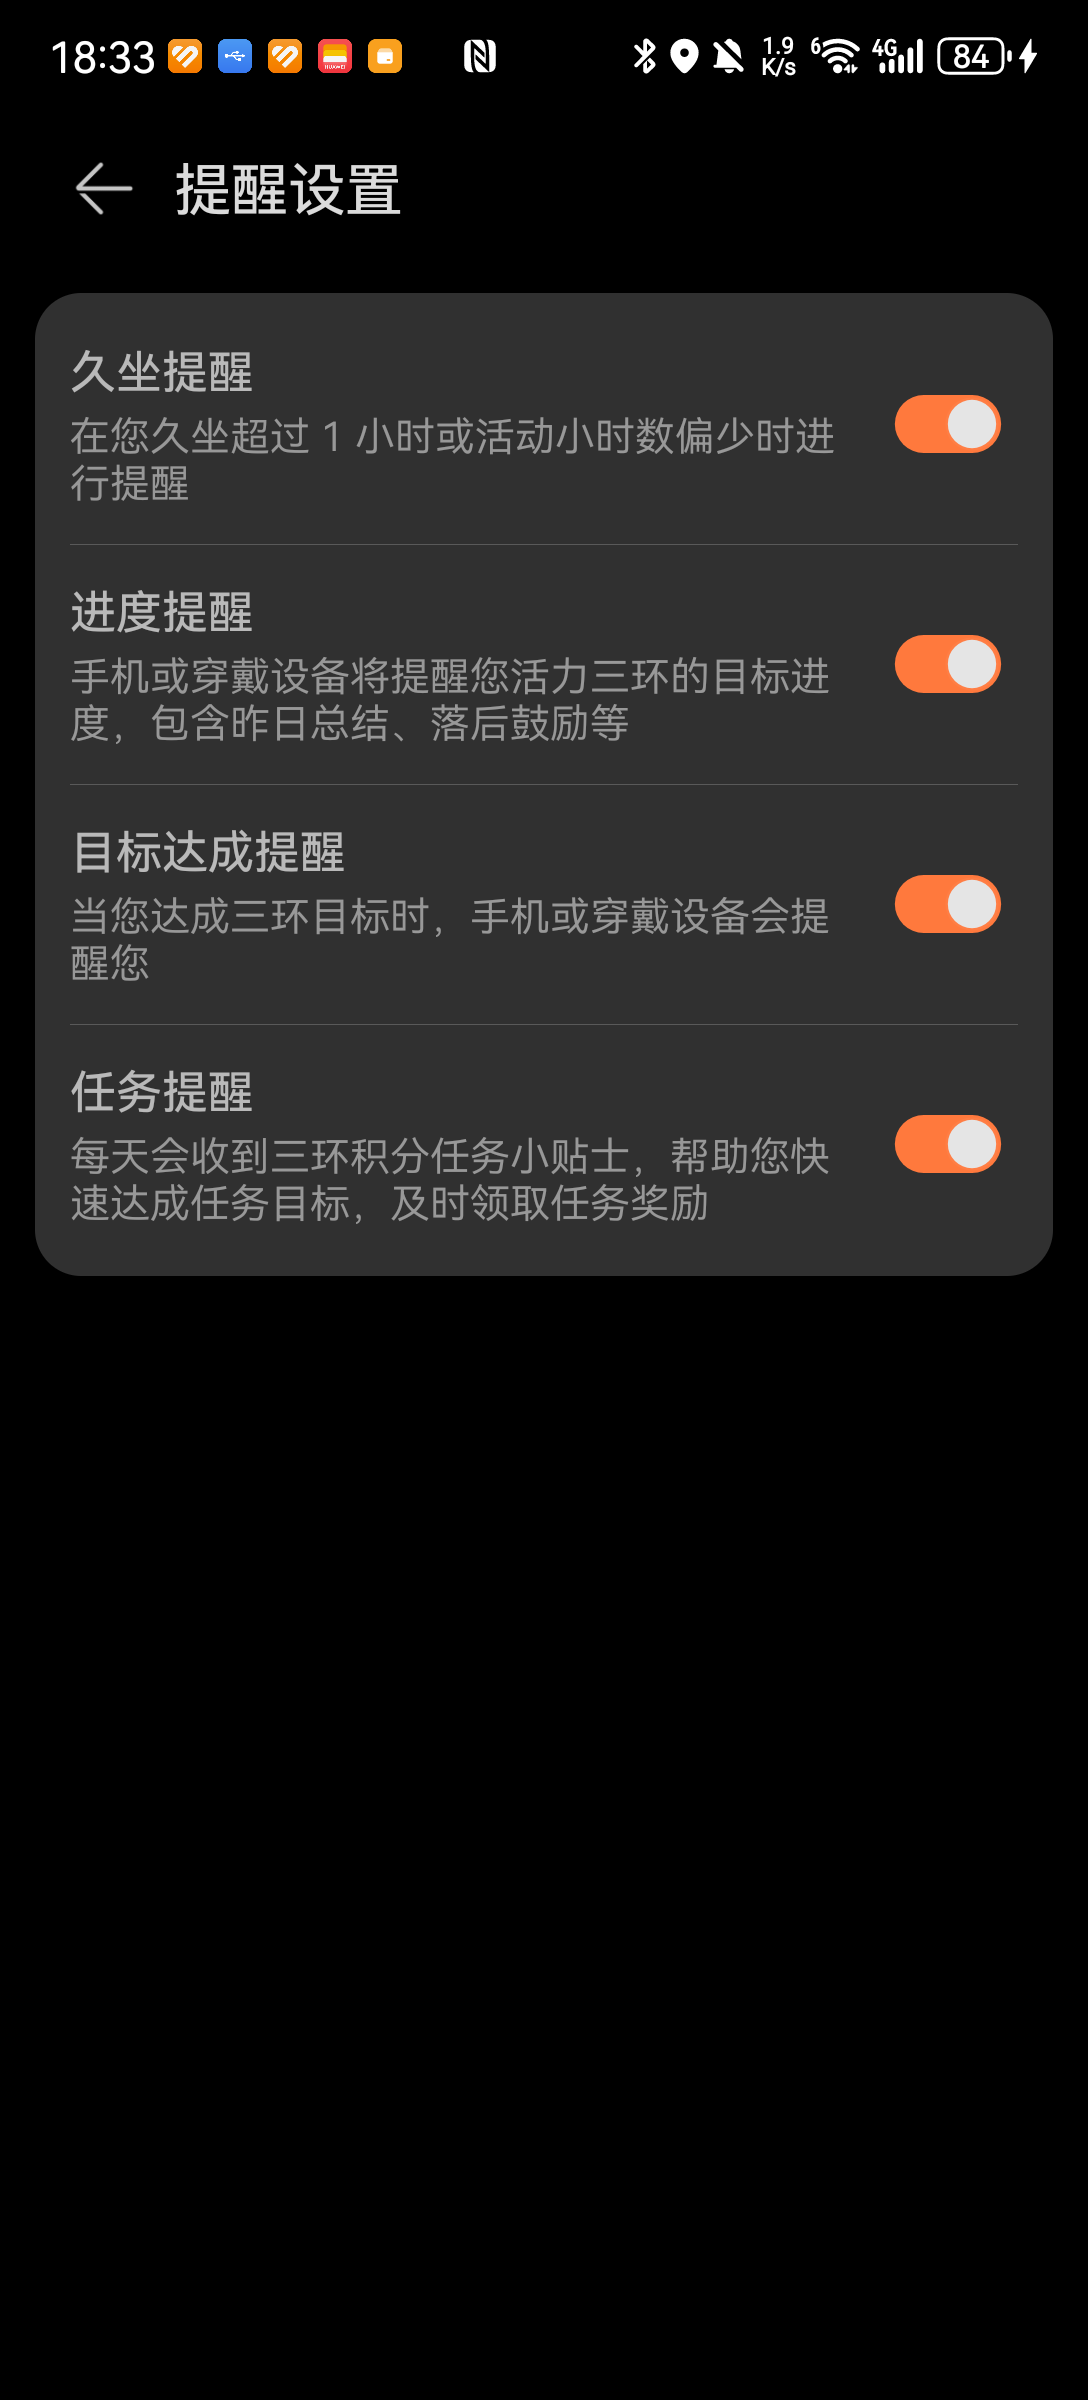 18:33
HUAWEI
1.9
K/s
6
4G
84
提醒设置
久坐提醒
在您久坐超过 1 小时或活动小时数偏少时进
行提醒
进度提醒
手机或穿戴设备将提醒您活力三环的目标进
度，包含昨日总结、落后鼓励等
目标达成提醒
当您达成三环目标时，手机或穿戴设备会提
醒您
任务提醒
每天会收到三环积分任务小贴士，帮助您快
速达成任务目标，及时领取任务奖励